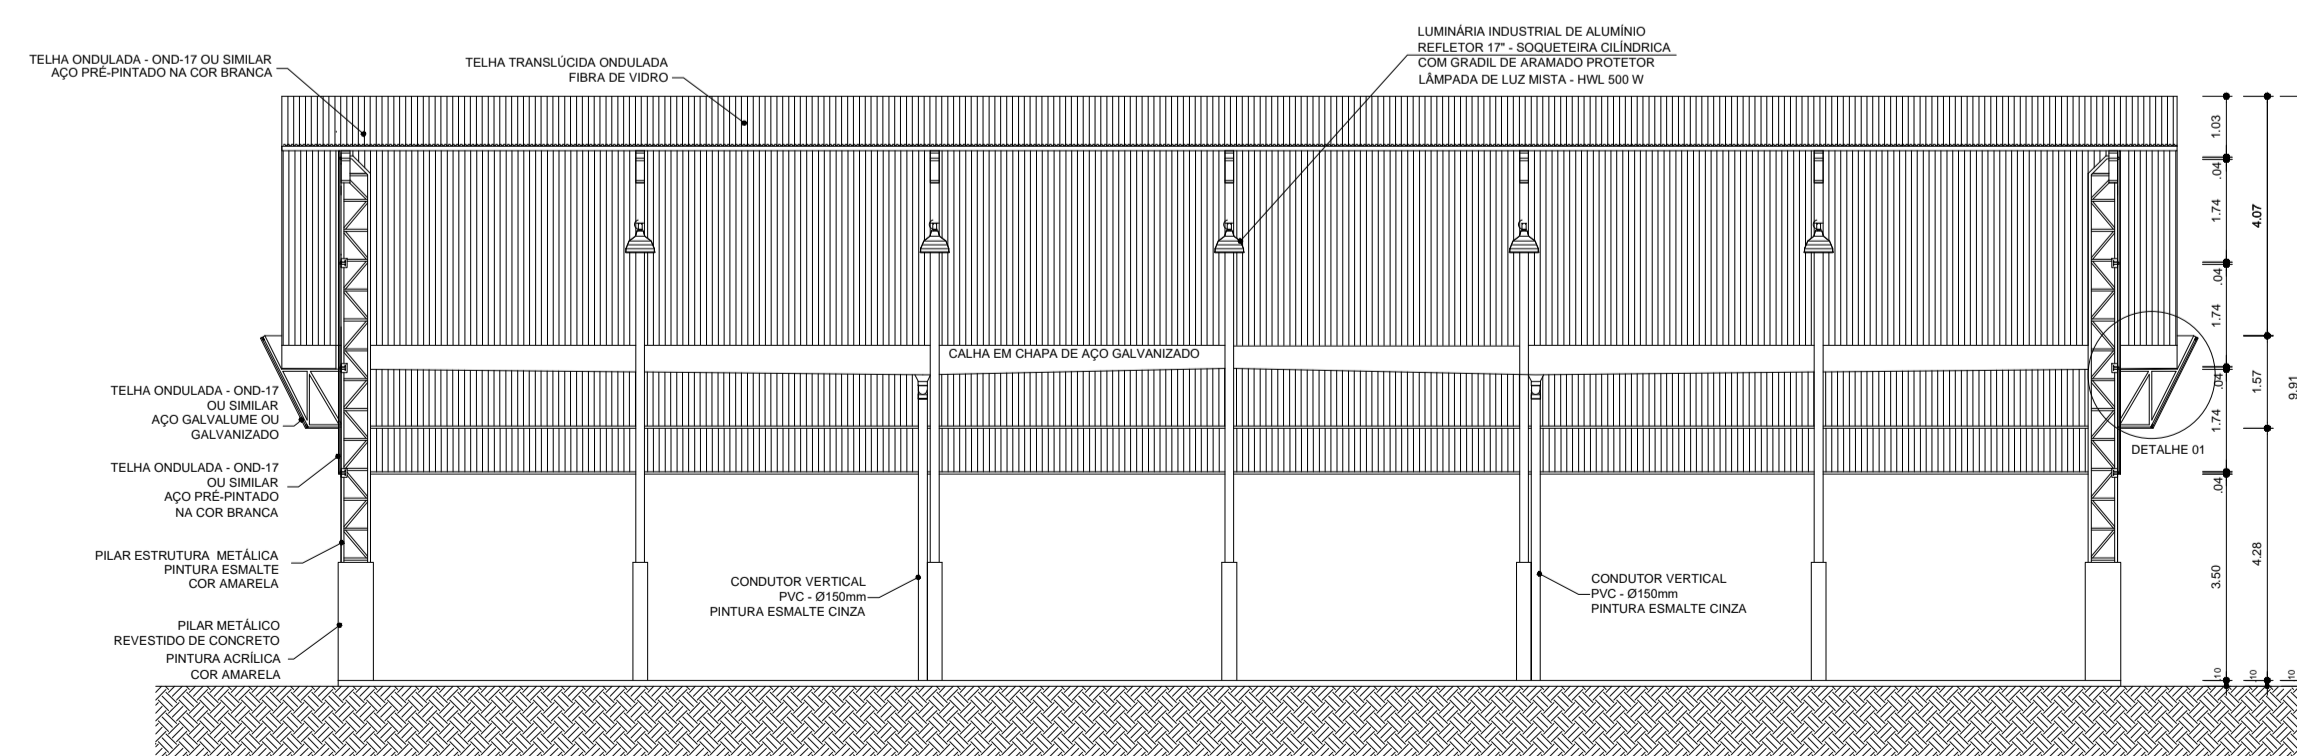 LUMINÁRIA INDUSTRIAL DE ALUMÍNIO
REFLETOR 17" - SOQUETEIRA CILÍNDRICA
COM GRADIL DE ARAMADO PROTETOR
LÂMPADA DE LUZ MISTA - HWL 500 W
TELHA ONDULADA - OND-17 OU SIMILAR
AÇO PRÉ-PINTADO NA COR BRANCA
TELHA TRANSLÚCIDA ONDULADA
FIBRA DE VIDRO
CALHA EM CHAPA DE AÇO GALVANIZADO
TELHA ONDULADA - OND-17
OU SIMILAR
AÇO GALVALUME OU
GALVANIZADO
TELHA ONDULADA - OND-17
OU SIMILAR
AÇO PRÉ-PINTADO
NA COR BRANCA
PILAR ESTRUTURA METÁLICA
PINTURA ESMALTE
COR AMARELA
PILAR METÁLICO
REVESTIDO DE CONCRETO
PINTURA ACRÍLICA
COR AMARELA
CONDUTOR VERTICAL
PVC - Ø150mm
PINTURA ESMALTE CINZA
CONDUTOR VERTICAL
PVC - Ø150mm
PINTURA ESMALTE CINZA
DETALHE 01
1.03
.04
1.74
.04
1.74
.04
1.74
.04
3.50
.10
4.07
1.57
4.28
.10
9.91
.10